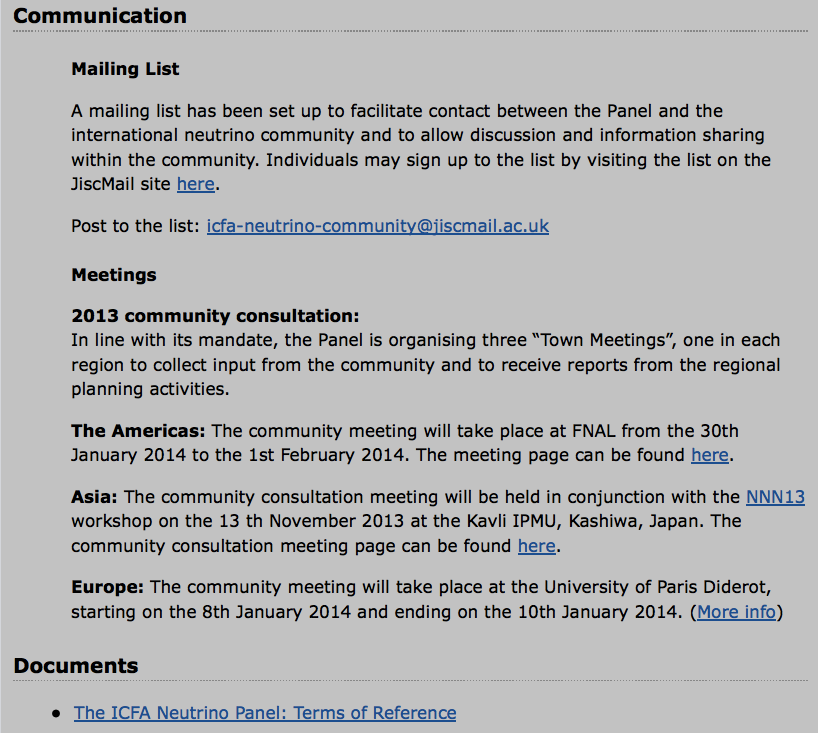 Communication
Mailing List
A mailing list has been set up to facilitate contact between the Panel and the
international neutrino community and to allow discussion and information sharing
within the community. Individuals may sign up to the list by visiting the list on the
JiscMail site here.
Post to the list: icfa-neutrino-community@jiscmail.ac.uk
Meetings
2013 community consultation:
In line with its mandate, the Panel is organising three “Town Meetings”, one in each
region to collect input from the community and to receive reports from the regional
planning activities.
The Americas: The community meeting will take place at FNAL from the 30th
January 2014 to the 1st February 2014. The meeting page can be found here.
Asia: The community consultation meeting will be held in conjunction with the NNN13
workshop on the 13 th November 2013 at the Kavli IPMU, Kashiwa, Japan. The
community consultation meeting page can be found here.
Europe: The community meeting will take place at the University of Paris Diderot,
starting on the 8th January 2014 and ending on the 10th January 2014. (More info)
Documents
• The ICFA Neutrino Panel: Terms of Reference